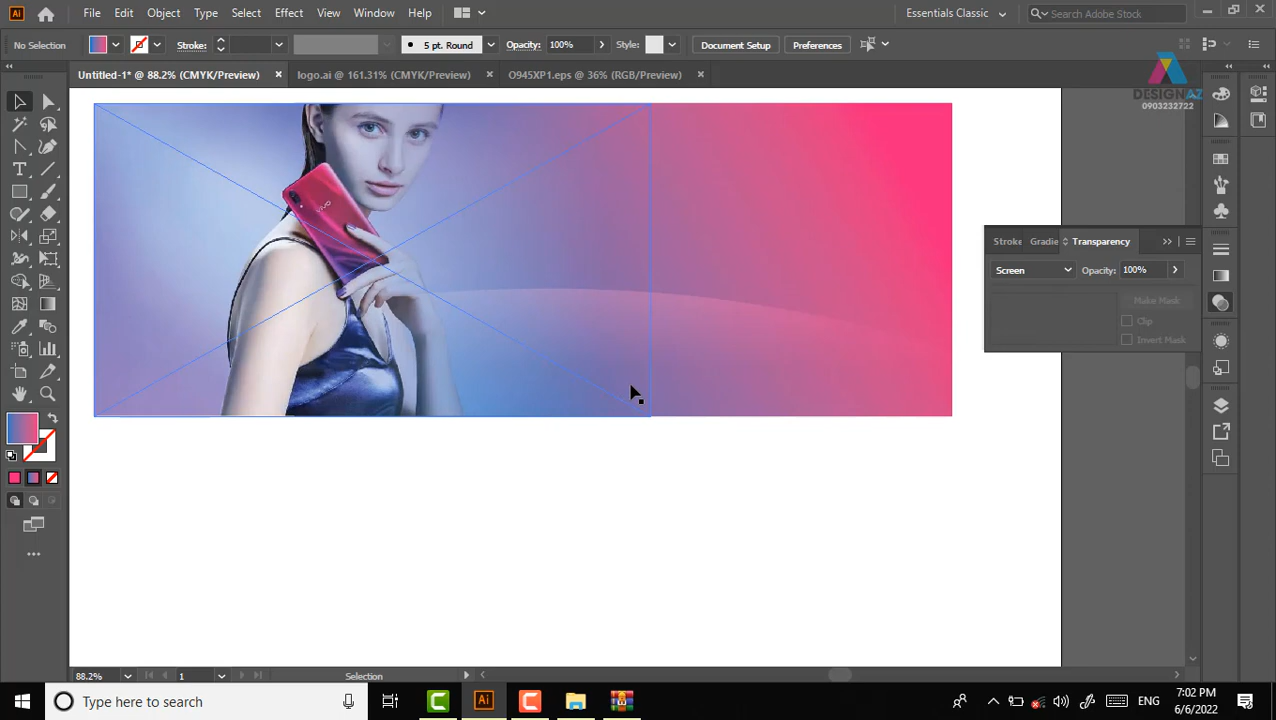 Ai File Edit Object Type Select Effect View Window Help Essentials Classic Search Adobe Stock
No Selection Stroke: 5 pt. Round Opacity: 100% Style: Document Setup Preferences
Untitled-1* @ 88.2% (CMYK/Preview) × logo.ai @ 161.31% (CMYK/Preview) × O945XP1.eps @ 36% (RGB/Preview) ×
DESIGNAZ
0903232722
vivo
Stroke Gradie Transparency
Screen Opacity: 100%
Make Mask
Clip
Invert Mask
88.2% 1 Selection
Type here to search Ai ENG 7:02 PM
6/6/2022